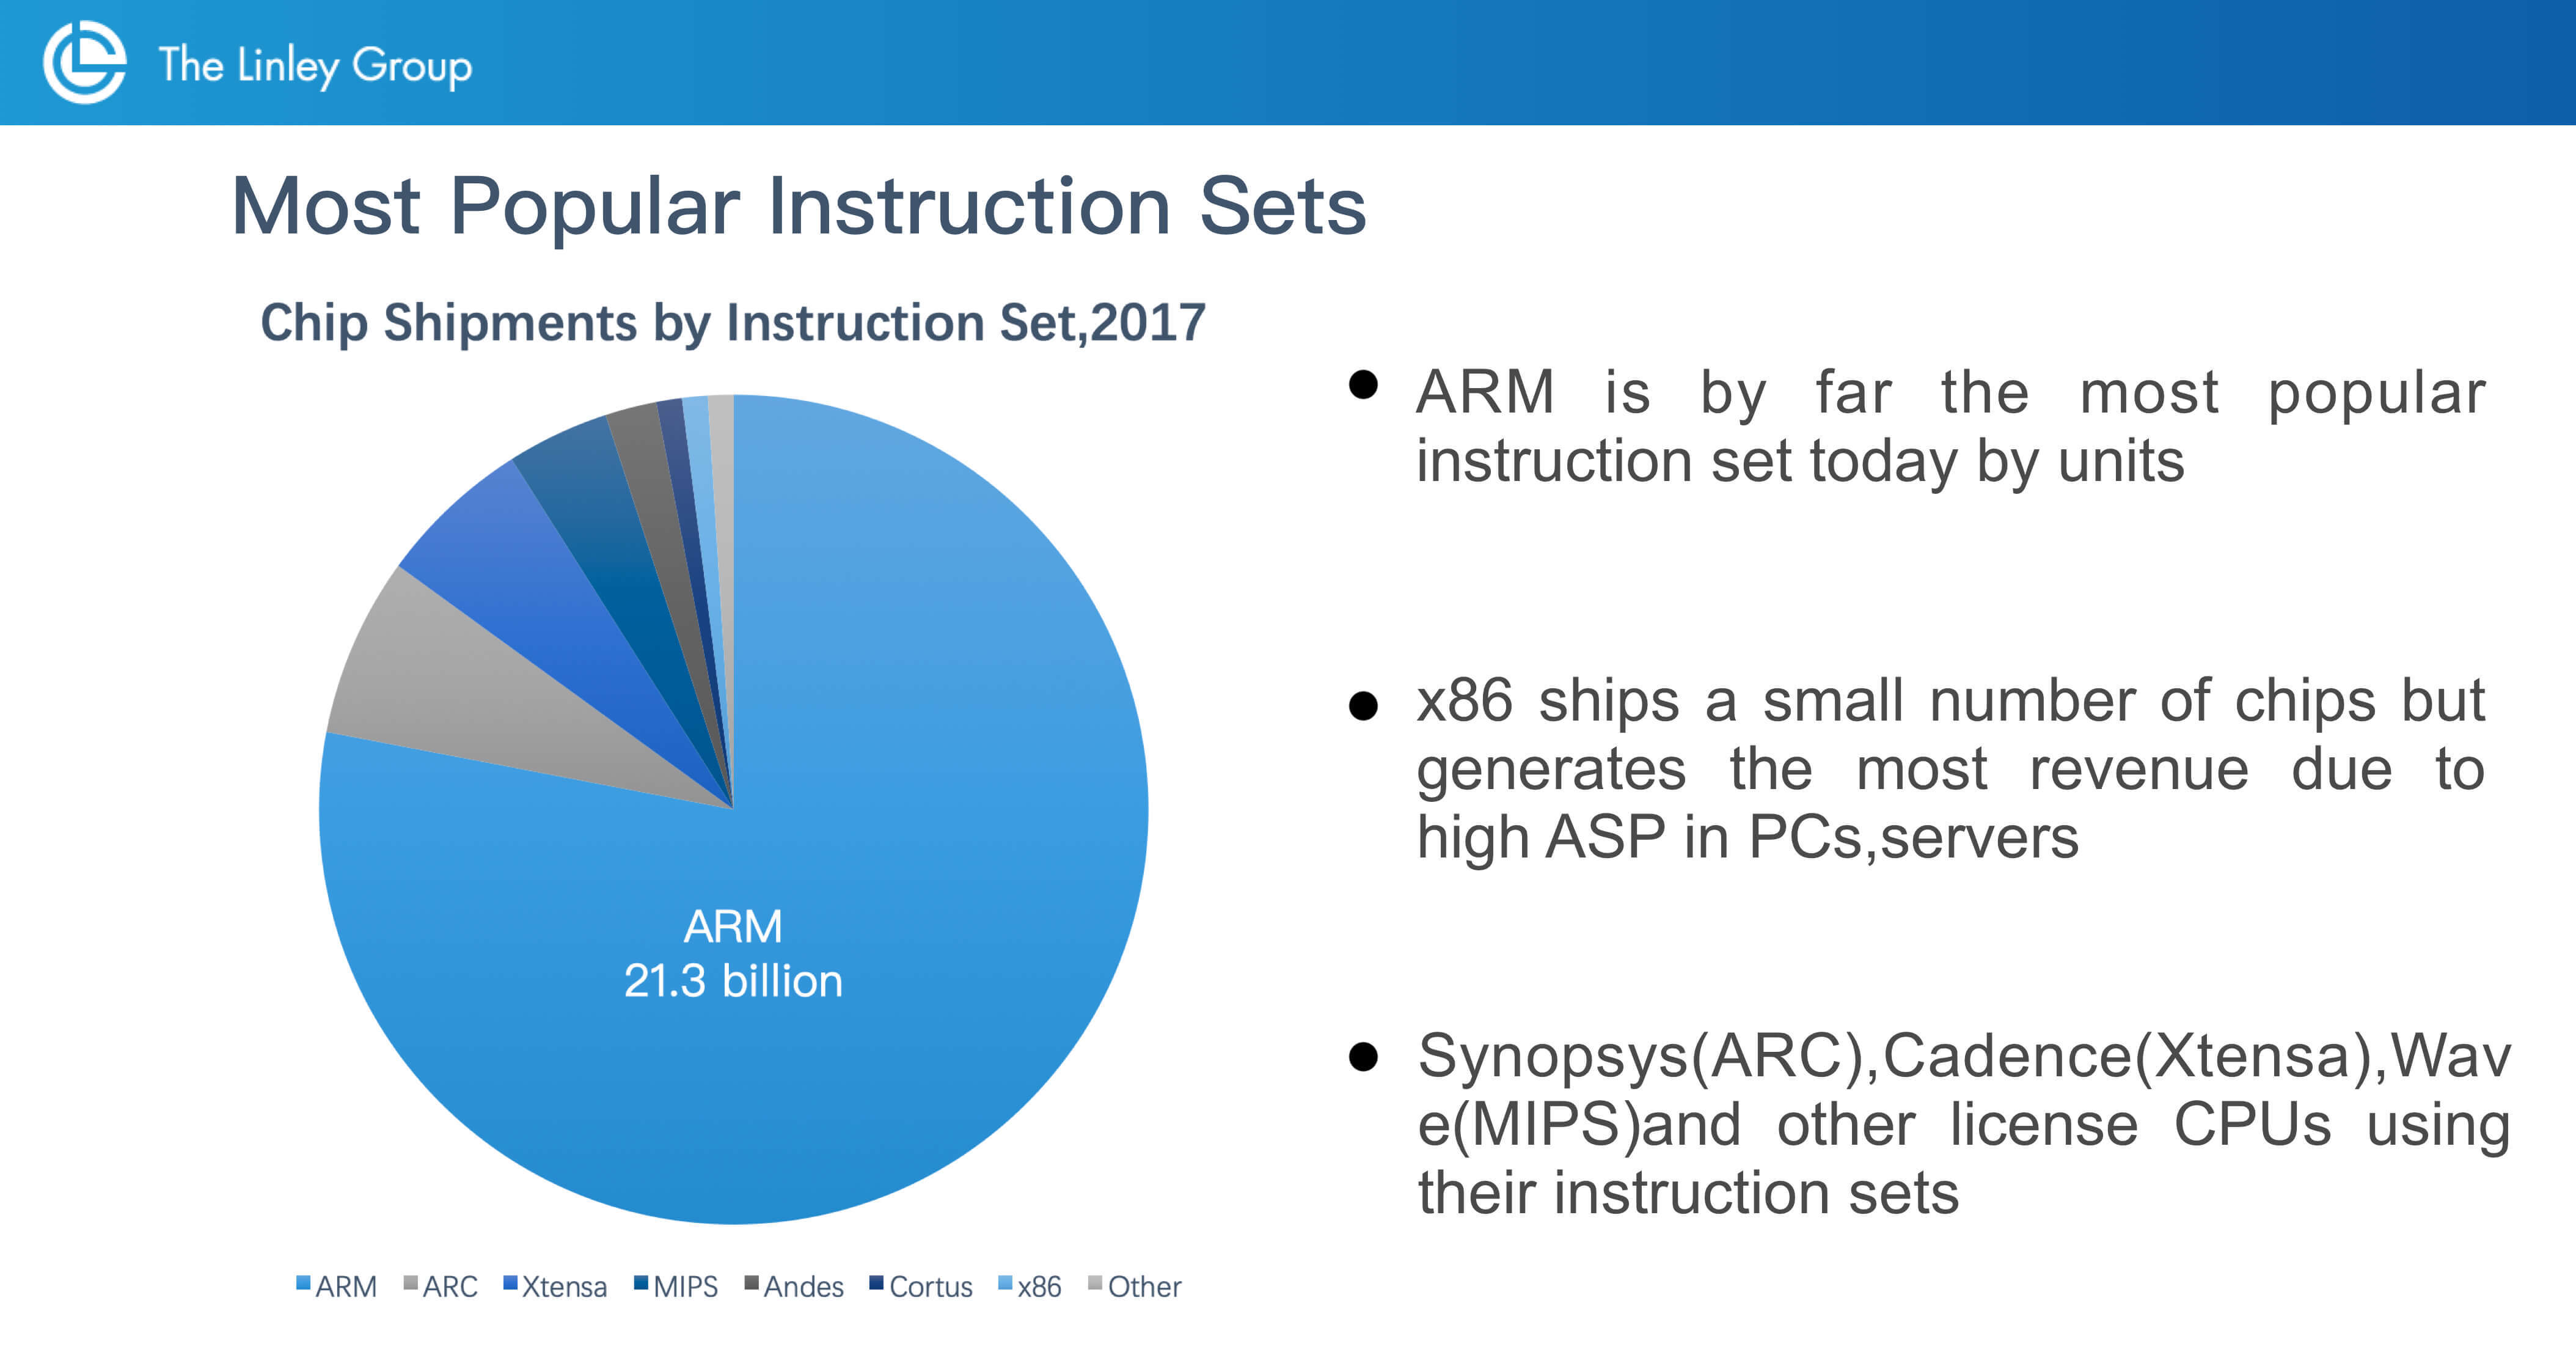 The Linley Group
Most Popular Instruction Sets
Chip Shipments by Instruction Set,2017
ARM
21.3 billion
ARM ARC Xtensa MIPS Andes Cortus x86 Other
ARM is by far the most popular
instruction set today by units
x86 ships a small number of chips but
generates the most revenue due to
high ASP in PCs,servers
Synopsys(ARC),Cadence(Xtensa),Wav
e(MIPS)and other license CPUs using
their instruction sets